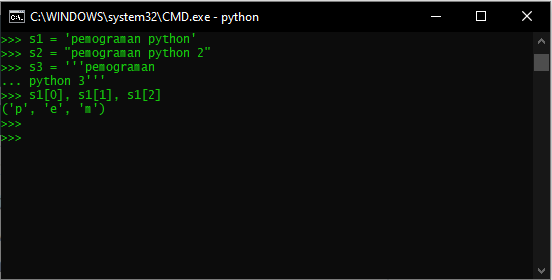 C:\WINDOWS\system32\CMD.exe - python
>>> s1 = 'pemograman python'
>>> s2 = "pemograman python 2"
>>> s3 = '''pemograman
... python 3'''
>>> s1[0], s1[1], s1[2]
('p', 'e', 'm')
>>>
>>>